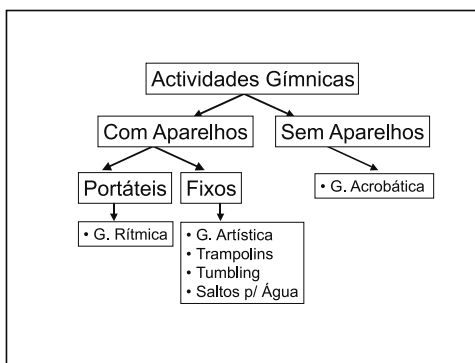 Actividades Gímnicas
Com Aparelhos
Sem Aparelhos
Portáteis
Fixos
• G. Acrobática
• G. Rítmica
• G. Artística
• Trampolins
• Tumbling
• Saltos p/ Água